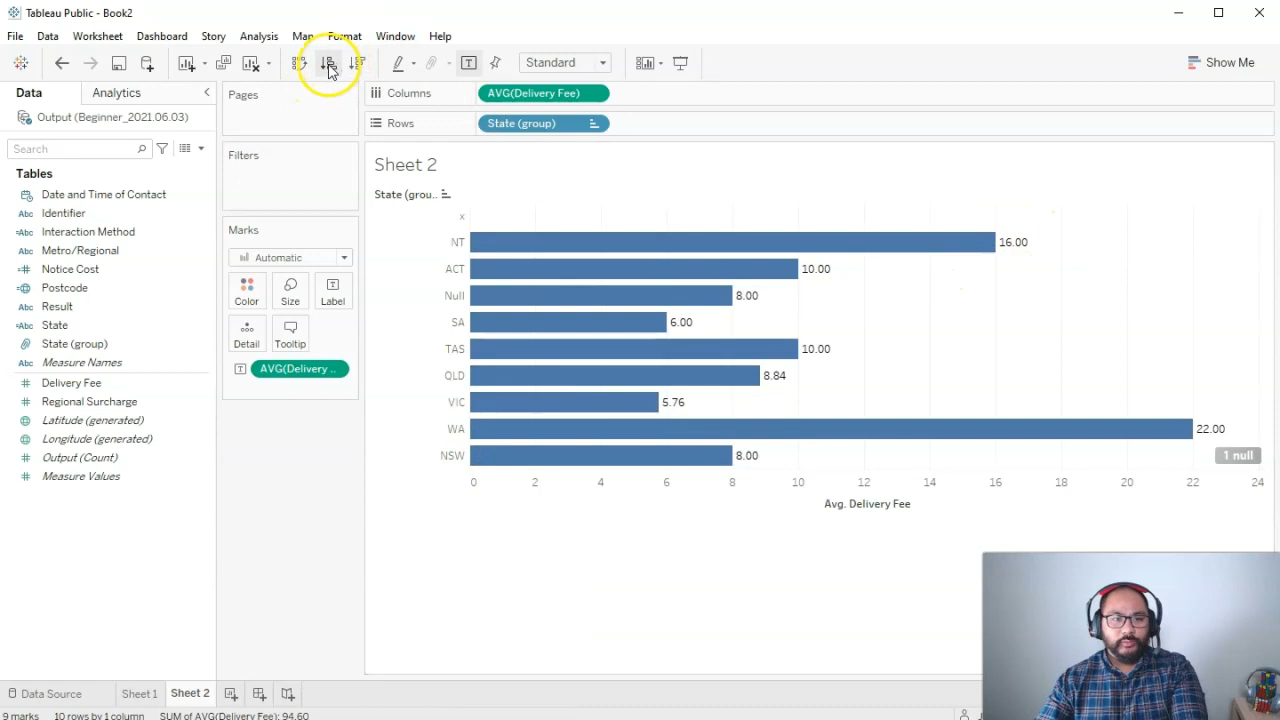 Tableau Public - Book2
File Data Worksheet Dashboard Story Analysis Map Format Window Help
Standard
Show Me
Data
Analytics
Output (Beginner_2021.06.03)
Search
Tables
Date and Time of Contact
Abc Identifier
=Abc Interaction Method
Abc Metro/Regional
=# Notice Cost
Postcode
Abc Result
=Abc State
State (group)
Abc Measure Names
# Delivery Fee
# Regional Surcharge
Latitude (generated)
Longitude (generated)
# Output (Count)
# Measure Values
Pages
Filters
Marks
Automatic
Color
Size
T
Label
Detail
Tooltip
T AVG(Delivery ..
Columns
AVG(Delivery Fee)
Rows
State (group)
Sheet 2
State (grou..
x
NT 16.00
ACT 10.00
Null 8.00
SA 6.00
TAS 10.00
QLD 8.84
VIC 5.76
WA 22.00
NSW 8.00
1 null
0 2 4 6 8 10 12 14 16 18 20 22 24
Avg. Delivery Fee
Data Source
Sheet 1
Sheet 2
9 marks 10 rows by 1 column SUM of AVG(Delivery Fee): 94.60